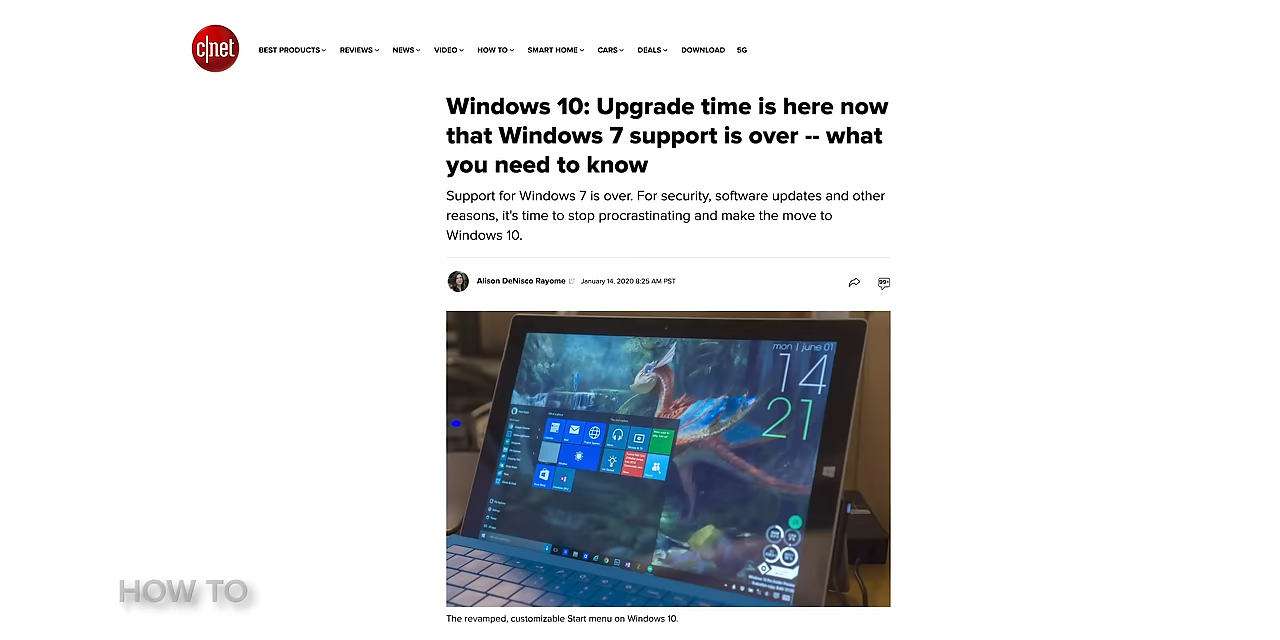 c|net
BEST PRODUCTS REVIEWS NEWS VIDEO HOW TO SMART HOME CARS DEALS DOWNLOAD 5G
Windows 10: Upgrade time is here now
that Windows 7 support is over -- what
you need to know
Support for Windows 7 is over. For security, software updates and other
reasons, it's time to stop procrastinating and make the move to
Windows 10.
Alison DeNisco Rayome January 14, 2020 8:25 AM PST
99+
mon | june 01
14
21
The revamped, customizable Start menu on Windows 10.
HOW TO